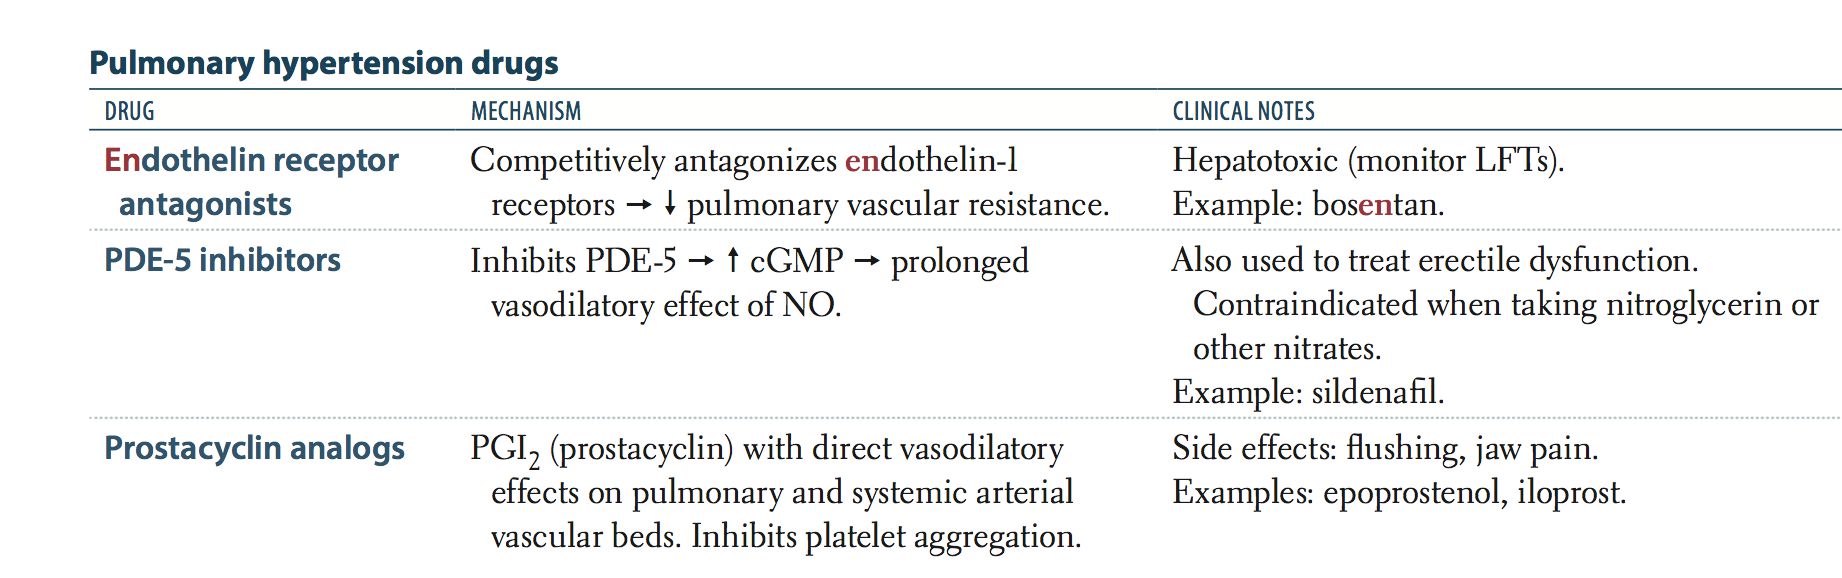 Pulmonary hypertension drugs
DRUG MECHANISM CLINICAL NOTES
Endothelin receptor
antagonists
Competitively antagonizes endothelin-1
receptors → ↓ pulmonary vascular resistance.
Hepatotoxic (monitor LFTs).
Example: bosentan.
PDE-5 inhibitors
Inhibits PDE-5 → ↑ cGMP → prolonged
vasodilatory effect of NO.
Also used to treat erectile dysfunction.
Contraindicated when taking nitroglycerin or
other nitrates.
Example: sildenafil.
Prostacyclin analogs
PGI₂ (prostacyclin) with direct vasodilatory
effects on pulmonary and systemic arterial
vascular beds. Inhibits platelet aggregation.
Side effects: flushing, jaw pain.
Examples: epoprostenol, iloprost.